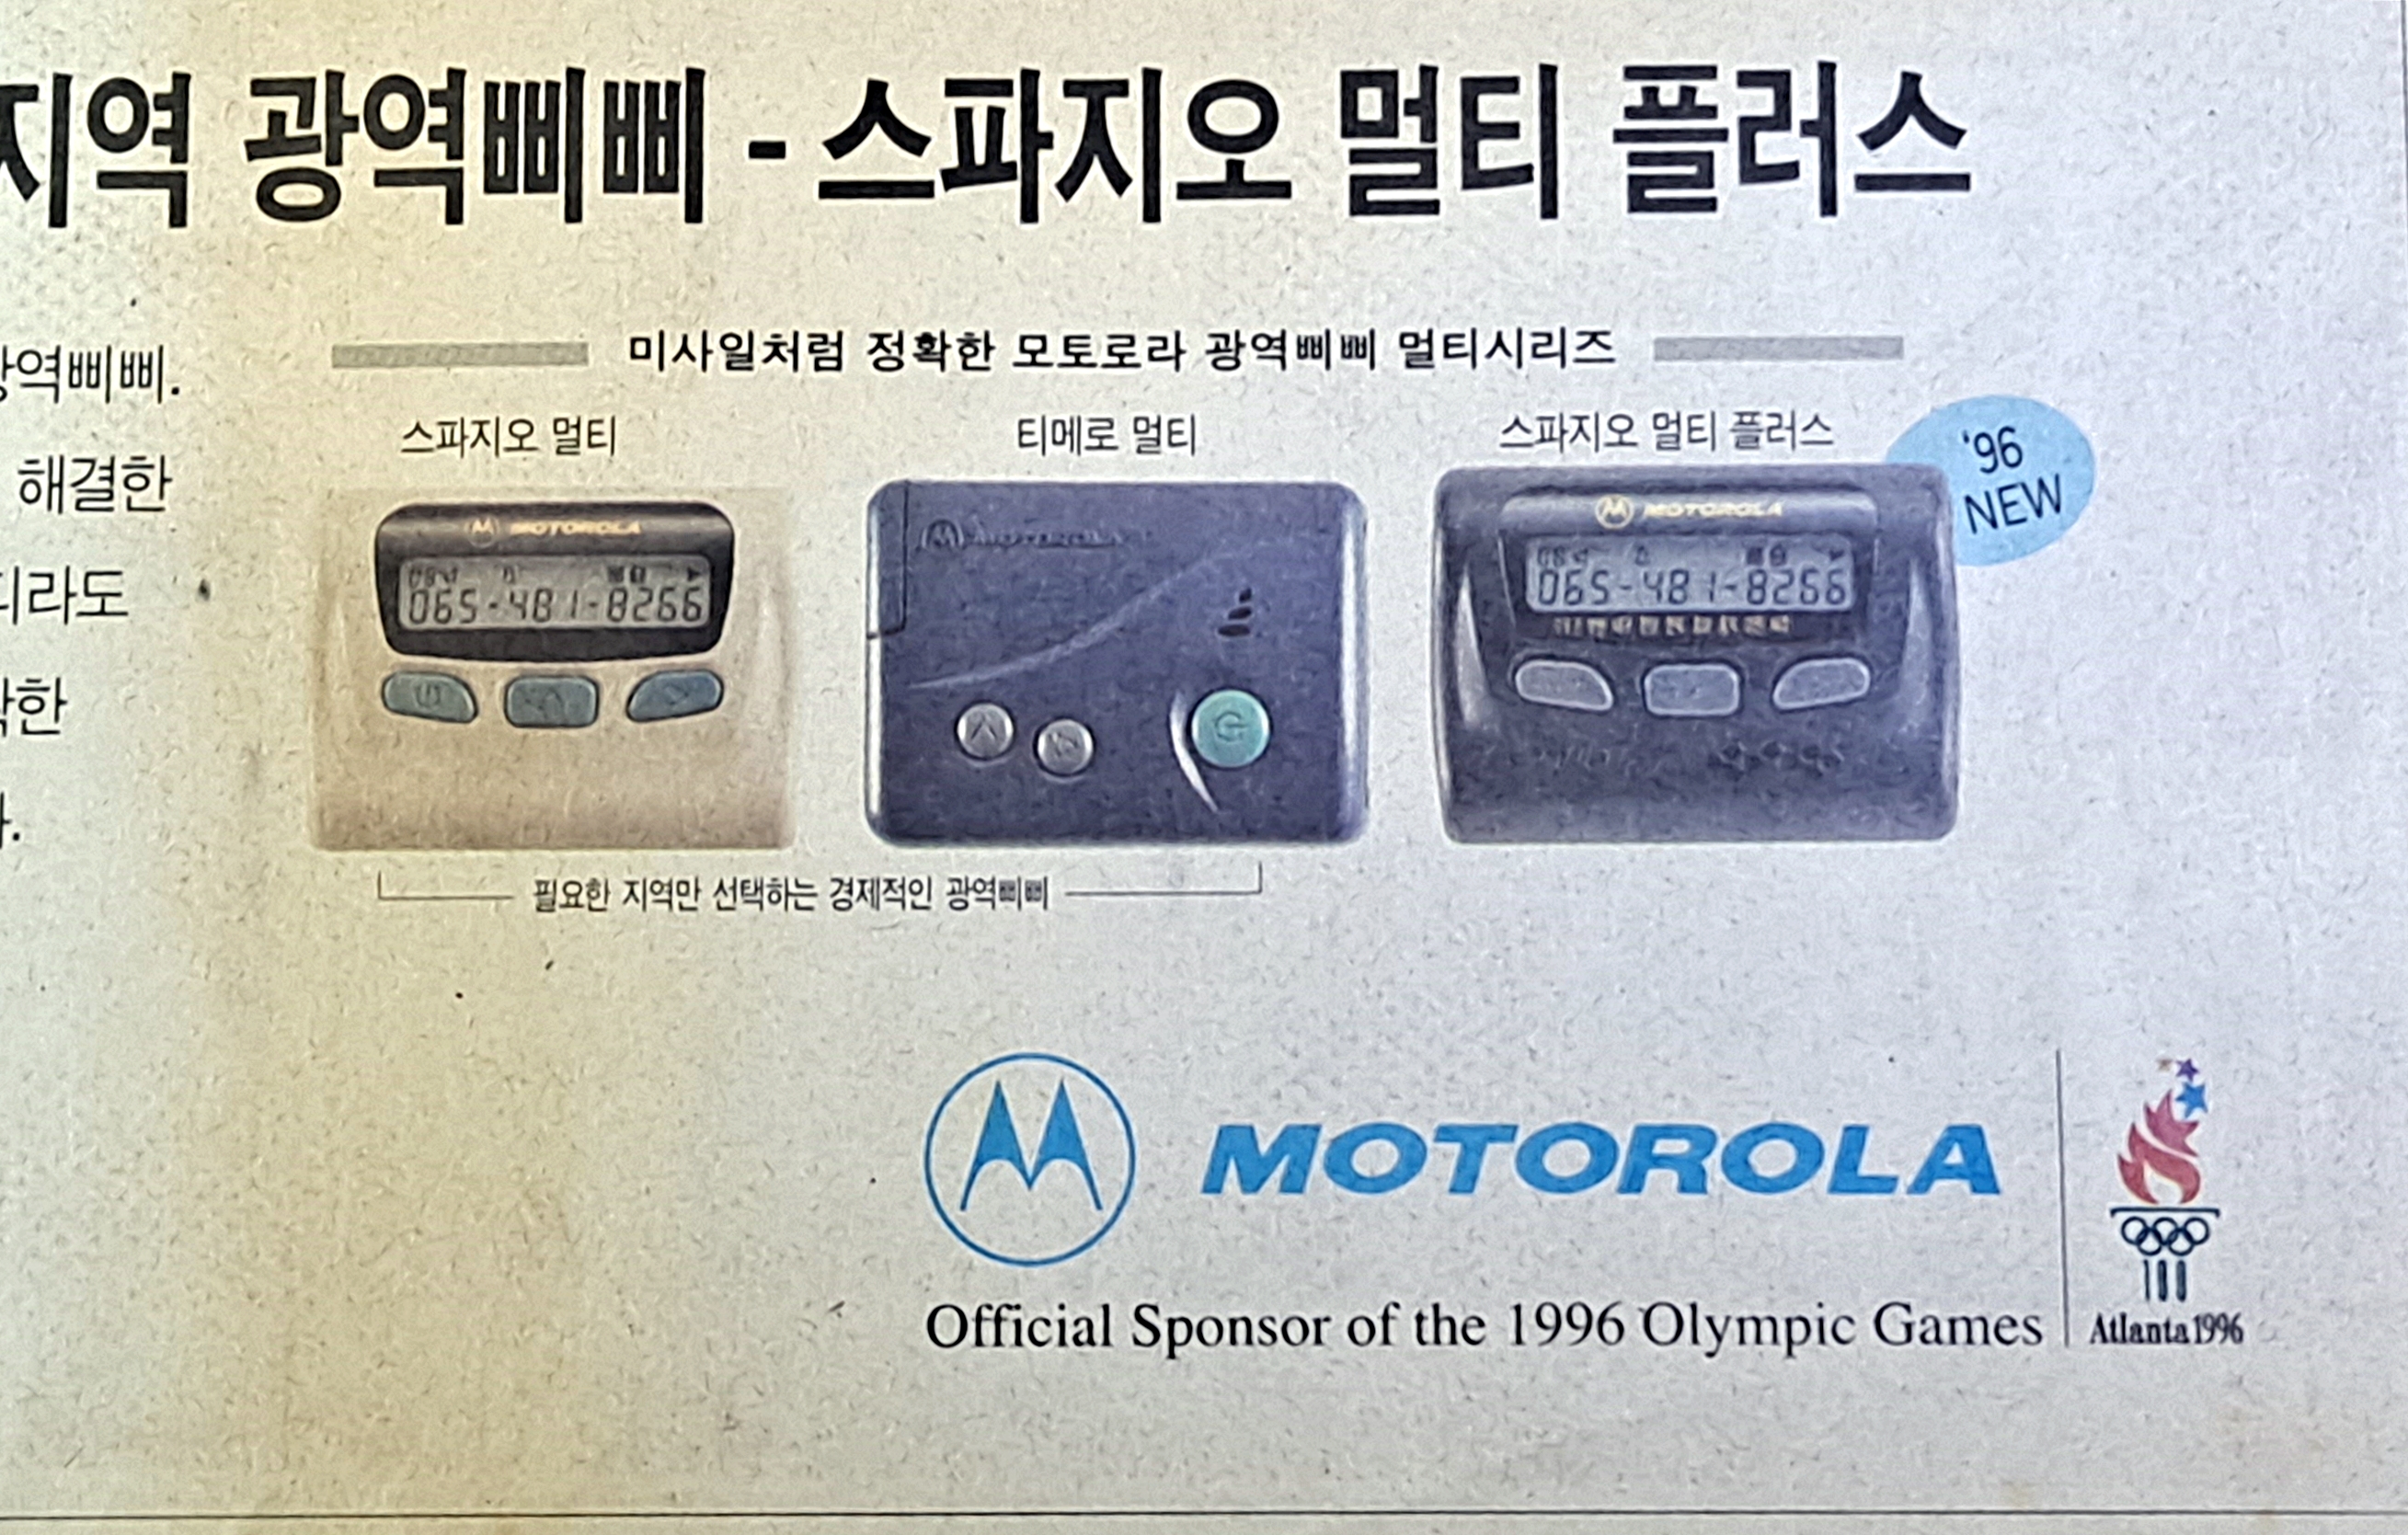 지역 광역삐삐 - 스파지오 멀티 플러스
미사일처럼 정확한 모토로라 광역삐삐 멀티시리즈
광역삐삐.
해결한
한
스파지오 멀티
티메로 멀티
스파지오 멀티 플러스
'96
NEW
MOTOROLA
065-481-8266
MOTOROLA
MOTOROLA
065-481-8266
필요한 지역만 선택하는 경제적인 광역삐삐
MOTOROLA
Official Sponsor of the 1996 Olympic Games
Atlanta 1996